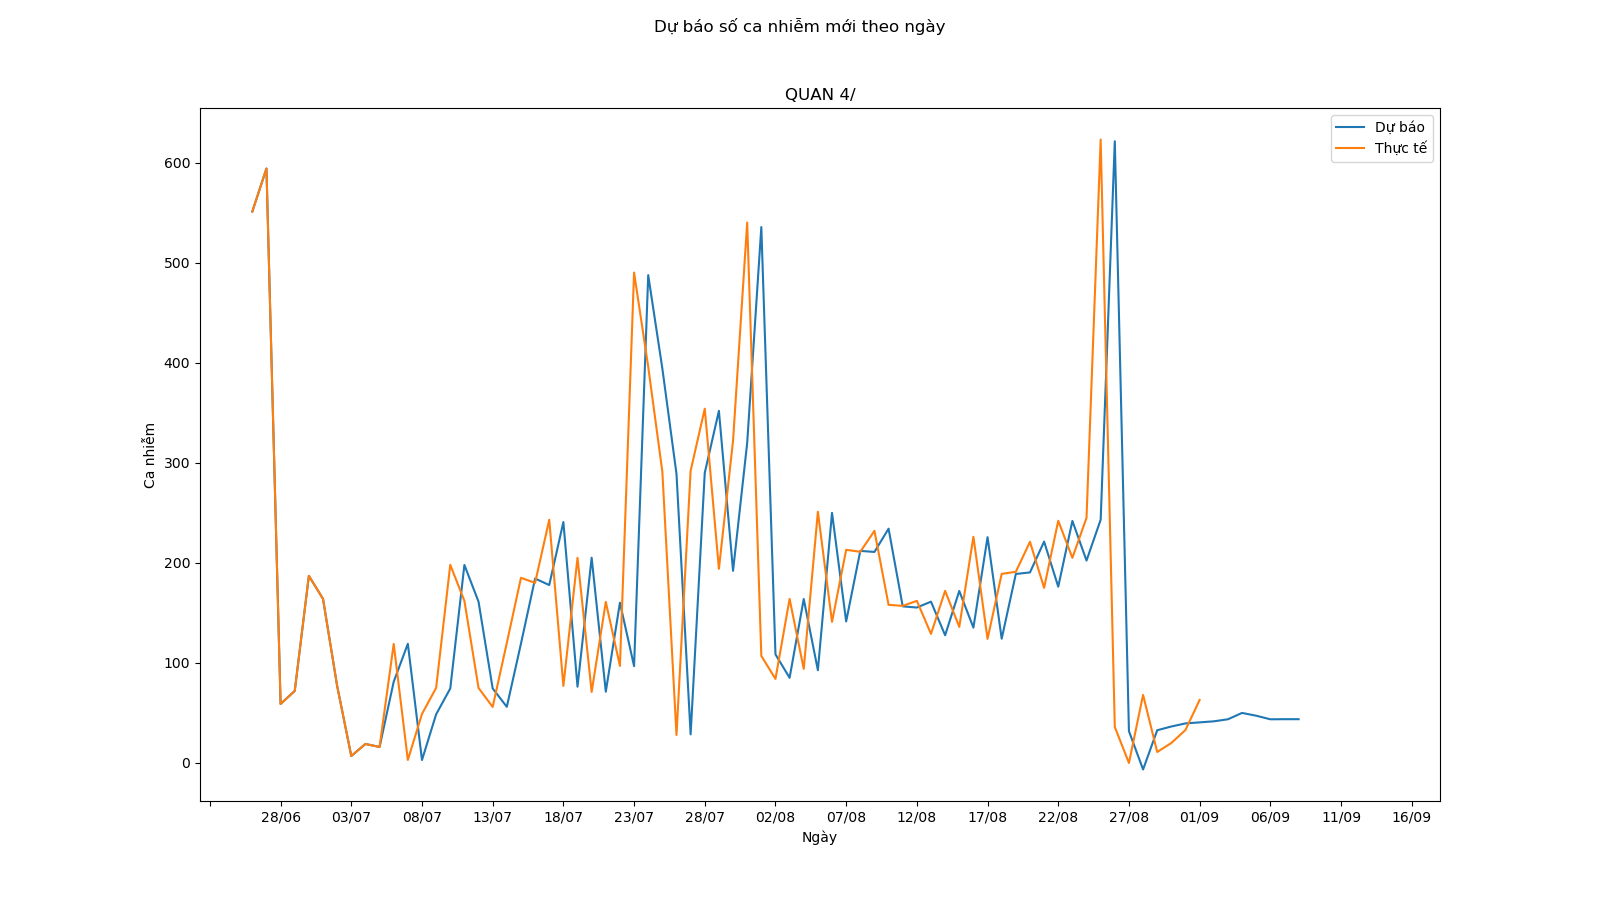 Dự báo số ca nhiễm mới theo ngày
QUAN 4/
Dự báo
Thực tế
600
500
400
300
200
100
0
Ca nhiễm
28/06 03/07 08/07 13/07 18/07 23/07 28/07 02/08 07/08 12/08 17/08 22/08 27/08 01/09 06/09 11/09 16/09
Ngày